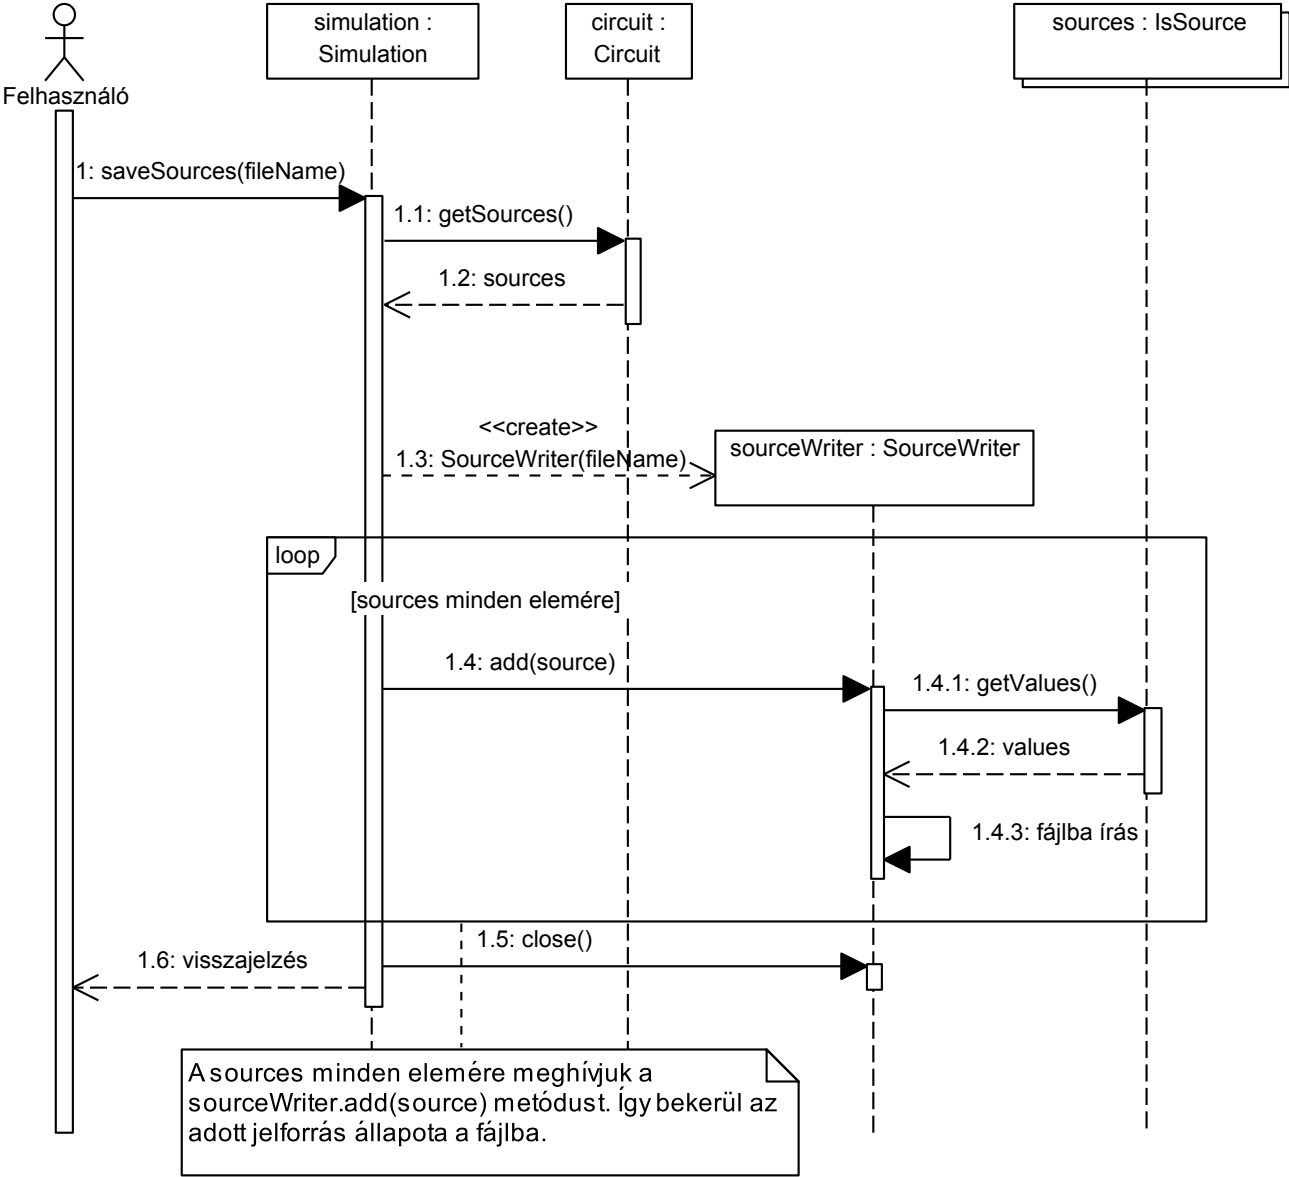 simulation :
Simulation
circuit :
Circuit
sources : IsSource
Felhasználó
1: saveSources(fileName)
1.1: getSources()
1.2: sources
<<create>>
1.3: SourceWriter(fileName)
sourceWriter : SourceWriter
loop
[sources minden elemére]
1.4: add(source)
1.4.1: getValues()
1.4.2: values
1.4.3: fájlba írás
1.5: close()
1.6: visszajelzés
A sources minden elemére meghívjuk a
sourceWriter.add(source) metódust. Így bekerül az
adott jelforrás állapota a fájlba.